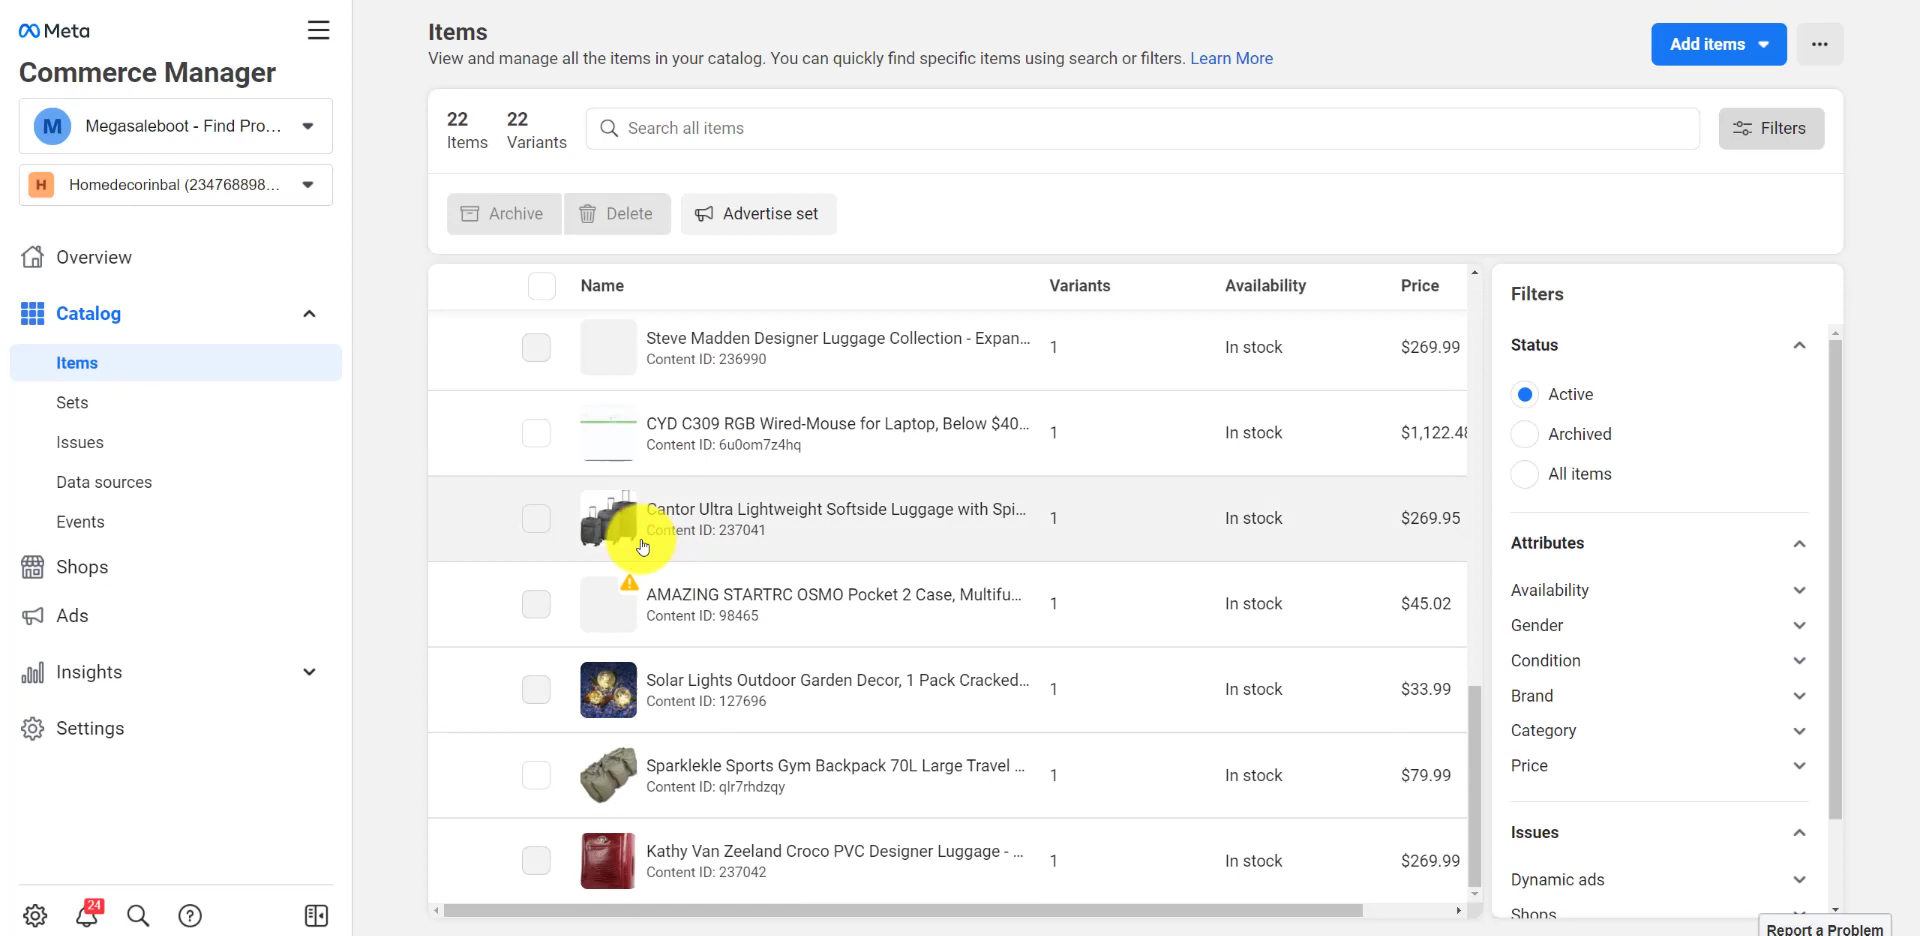 Meta
Commerce Manager
M Megasaleboot - Find Pro...
H Homedecorinbal (234768898...
Overview
Catalog
Items
Sets
Issues
Data sources
Events
Shops
Ads
Insights
Settings
24
Items
View and manage all the items in your catalog. You can quickly find specific items using search or filters. Learn More
Add items
22 Items
22 Variants
Search all items
Filters
Archive
Delete
Advertise set
Name Variants Availability Price
Steve Madden Designer Luggage Collection - Expan... 1 In stock $269.99
Content ID: 236990
CYD C309 RGB Wired-Mouse for Laptop, Below $40... 1 In stock $1,122.48
Content ID: 6u0om7z4hq
Cantor Ultra Lightweight Softside Luggage with Spi... 1 In stock $269.95
Content ID: 237041
AMAZING STARTRC OSMO Pocket 2 Case, Multifu... 1 In stock $45.02
Content ID: 98465
Solar Lights Outdoor Garden Decor, 1 Pack Cracked... 1 In stock $33.99
Content ID: 127696
Sparklekle Sports Gym Backpack 70L Large Travel ... 1 In stock $79.99
Content ID: qlr7rhdzqy
Kathy Van Zeeland Croco PVC Designer Luggage - ... 1 In stock $269.99
Content ID: 237042
Filters
Status
Active
Archived
All items
Attributes
Availability
Gender
Condition
Brand
Category
Price
Issues
Dynamic ads
Shops
Report a Problem